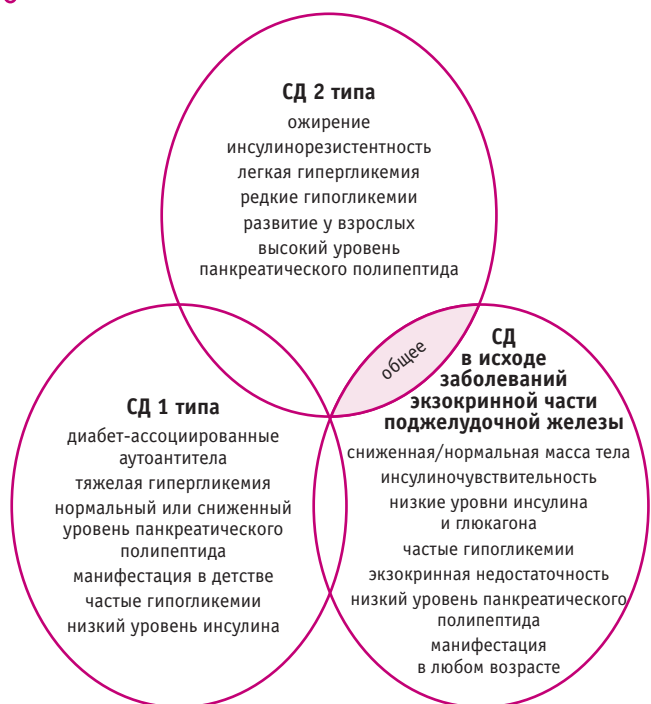 СД 2 типа
ожирение
инсулинорезистентность
легкая гипергликемия
редкие гипогликемии
развитие у взрослых
высокий уровень
панкреатического полипептида
общее
СД 1 типа
диабет-ассоциированные
аутоантитела
тяжелая гипергликемия
нормальный или сниженный
уровень панкреатического
полипептида
манифестация в детстве
частые гипогликемии
низкий уровень инсулина
СД
в исходе
заболеваний
экзокринной части
поджелудочной железы
сниженная/нормальная масса тела
инсулиночувствительность
низкие уровни инсулина
и глюкагона
частые гипогликемии
экзокринная недостаточность
низкий уровень панкреатического
полипептида
манифестация
в любом возрасте